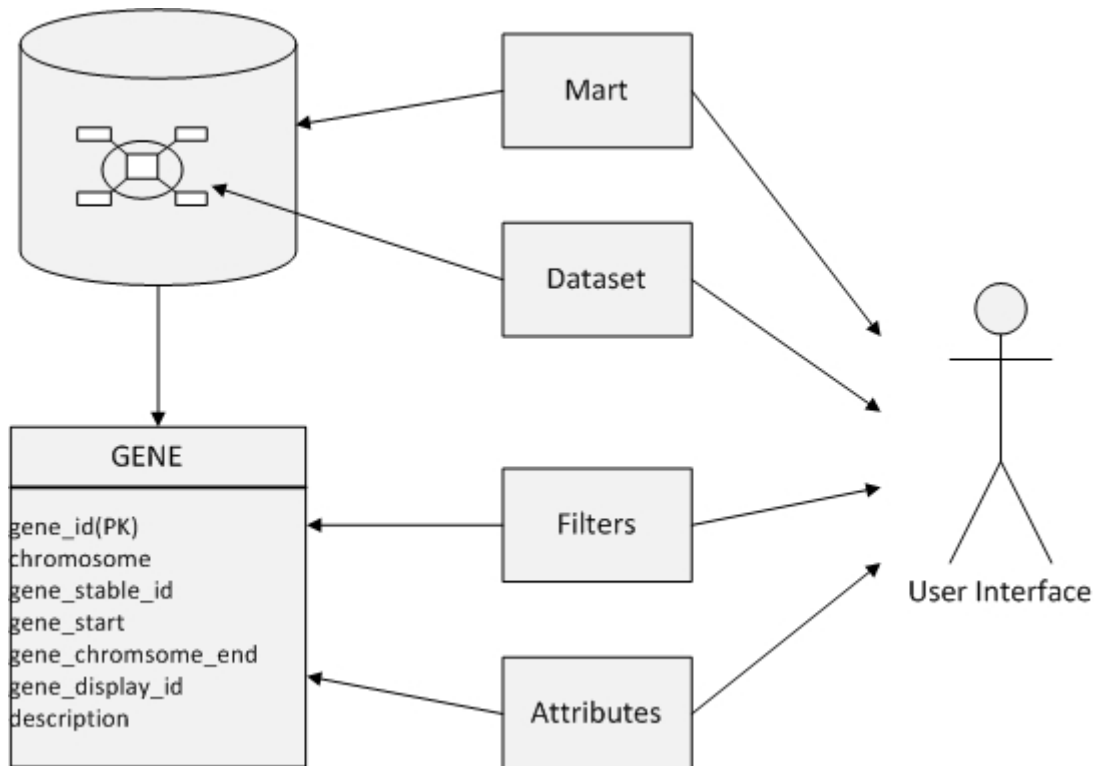 Mart
Dataset
GENE
gene_id(PK)
chromosome
gene_stable_id
gene_start
gene_chromsome_end
gene_display_id
description
Filters
Attributes
User Interface